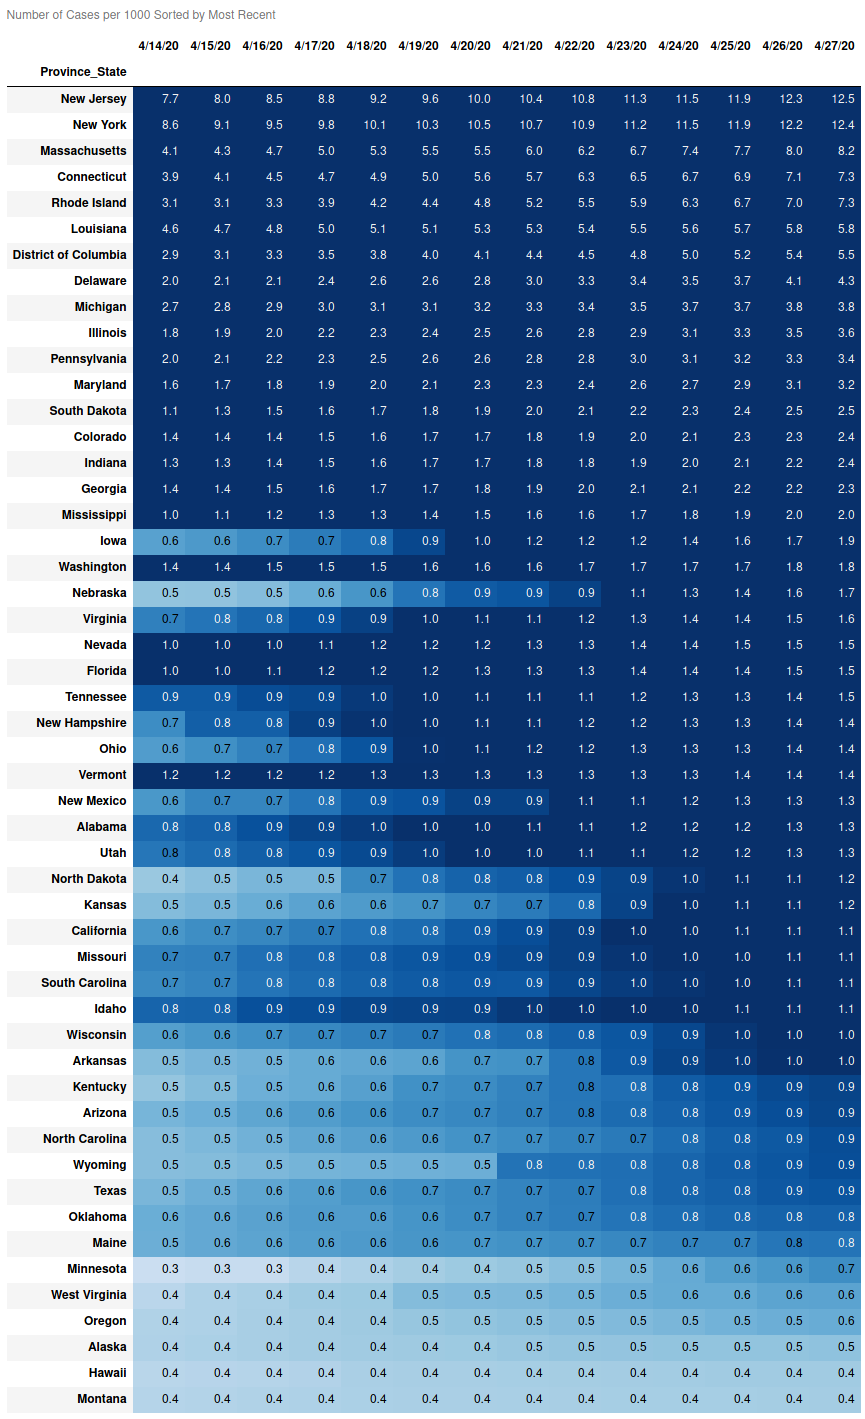 Number of Cases per 1000 Sorted by Most Recent
4/14/20 4/15/20 4/16/20 4/17/20 4/18/20 4/19/20 4/20/20 4/21/20 4/22/20 4/23/20 4/24/20 4/25/20 4/26/20 4/27/20
Province_State
New Jersey 7.7 8.0 8.5 8.8 9.2 9.6 10.0 10.4 10.8 11.3 11.5 11.9 12.3 12.5
New York 8.6 9.1 9.5 9.8 10.1 10.3 10.5 10.7 10.9 11.2 11.5 11.9 12.2 12.4
Massachusetts 4.1 4.3 4.7 5.0 5.3 5.5 5.5 6.0 6.2 6.7 7.4 7.7 8.0 8.2
Connecticut 3.9 4.1 4.5 4.7 4.9 5.0 5.6 5.7 6.3 6.5 6.7 6.9 7.1 7.3
Rhode Island 3.1 3.1 3.3 3.9 4.2 4.4 4.8 5.2 5.5 5.9 6.3 6.7 7.0 7.3
Louisiana 4.6 4.7 4.8 5.0 5.1 5.1 5.3 5.3 5.4 5.5 5.6 5.7 5.8 5.8
District of Columbia 2.9 3.1 3.3 3.5 3.8 4.0 4.1 4.4 4.5 4.8 5.0 5.2 5.4 5.5
Delaware 2.0 2.1 2.1 2.4 2.6 2.6 2.8 3.0 3.3 3.4 3.5 3.7 4.1 4.3
Michigan 2.7 2.8 2.9 3.0 3.1 3.1 3.2 3.3 3.4 3.5 3.7 3.7 3.8 3.8
Illinois 1.8 1.9 2.0 2.2 2.3 2.4 2.5 2.6 2.8 2.9 3.1 3.3 3.5 3.6
Pennsylvania 2.0 2.1 2.2 2.3 2.5 2.6 2.6 2.8 2.8 3.0 3.1 3.2 3.3 3.4
Maryland 1.6 1.7 1.8 1.9 2.0 2.1 2.3 2.3 2.4 2.6 2.7 2.9 3.1 3.2
South Dakota 1.1 1.3 1.5 1.6 1.7 1.8 1.9 2.0 2.1 2.2 2.3 2.4 2.5 2.5
Colorado 1.4 1.4 1.4 1.5 1.6 1.7 1.7 1.8 1.9 2.0 2.1 2.3 2.3 2.4
Indiana 1.3 1.3 1.4 1.5 1.6 1.7 1.7 1.8 1.8 1.9 2.0 2.1 2.2 2.4
Georgia 1.4 1.4 1.5 1.6 1.7 1.7 1.8 1.9 2.0 2.1 2.1 2.2 2.2 2.3
Mississippi 1.0 1.1 1.2 1.3 1.3 1.4 1.5 1.6 1.6 1.7 1.8 1.9 2.0 2.0
Iowa 0.6 0.6 0.7 0.7 0.8 0.9 1.0 1.2 1.2 1.2 1.4 1.6 1.7 1.9
Washington 1.4 1.4 1.5 1.5 1.5 1.6 1.6 1.6 1.7 1.7 1.7 1.7 1.8 1.8
Nebraska 0.5 0.5 0.5 0.6 0.6 0.8 0.9 0.9 0.9 1.1 1.3 1.4 1.6 1.7
Virginia 0.7 0.8 0.8 0.9 0.9 1.0 1.1 1.1 1.2 1.3 1.4 1.4 1.5 1.6
Nevada 1.0 1.0 1.0 1.1 1.2 1.2 1.2 1.3 1.3 1.4 1.4 1.5 1.5 1.5
Florida 1.0 1.0 1.1 1.2 1.2 1.2 1.3 1.3 1.3 1.4 1.4 1.4 1.5 1.5
Tennessee 0.9 0.9 0.9 0.9 1.0 1.0 1.1 1.1 1.1 1.2 1.3 1.3 1.4 1.5
New Hampshire 0.7 0.8 0.8 0.9 1.0 1.0 1.1 1.1 1.2 1.2 1.3 1.3 1.4 1.4
Ohio 0.6 0.7 0.7 0.8 0.9 1.0 1.1 1.2 1.2 1.3 1.3 1.3 1.4 1.4
Vermont 1.2 1.2 1.2 1.2 1.3 1.3 1.3 1.3 1.3 1.3 1.3 1.4 1.4 1.4
New Mexico 0.6 0.7 0.7 0.8 0.9 0.9 0.9 0.9 1.1 1.1 1.2 1.3 1.3 1.3
Alabama 0.8 0.8 0.9 0.9 1.0 1.0 1.0 1.1 1.1 1.2 1.2 1.2 1.3 1.3
Utah 0.8 0.8 0.8 0.9 0.9 1.0 1.0 1.0 1.1 1.1 1.2 1.2 1.3 1.3
North Dakota 0.4 0.5 0.5 0.5 0.7 0.8 0.8 0.8 0.9 0.9 1.0 1.1 1.1 1.2
Kansas 0.5 0.5 0.6 0.6 0.6 0.7 0.7 0.7 0.8 0.9 1.0 1.1 1.1 1.2
California 0.6 0.7 0.7 0.7 0.8 0.8 0.9 0.9 0.9 1.0 1.0 1.1 1.1 1.1
Missouri 0.7 0.7 0.8 0.8 0.8 0.9 0.9 0.9 0.9 1.0 1.0 1.0 1.1 1.1
South Carolina 0.7 0.7 0.8 0.8 0.8 0.8 0.9 0.9 0.9 1.0 1.0 1.0 1.1 1.1
Idaho 0.8 0.8 0.9 0.9 0.9 0.9 0.9 1.0 1.0 1.0 1.0 1.1 1.1 1.1
Wisconsin 0.6 0.6 0.7 0.7 0.7 0.7 0.8 0.8 0.8 0.9 0.9 1.0 1.0 1.0
Arkansas 0.5 0.5 0.5 0.6 0.6 0.6 0.7 0.7 0.8 0.9 0.9 1.0 1.0 1.0
Kentucky 0.5 0.5 0.5 0.6 0.6 0.7 0.7 0.7 0.8 0.8 0.8 0.9 0.9 0.9
Arizona 0.5 0.5 0.6 0.6 0.6 0.7 0.7 0.7 0.8 0.8 0.8 0.9 0.9 0.9
North Carolina 0.5 0.5 0.5 0.6 0.6 0.6 0.7 0.7 0.7 0.7 0.8 0.8 0.9 0.9
Wyoming 0.5 0.5 0.5 0.5 0.5 0.5 0.5 0.8 0.8 0.8 0.8 0.8 0.9 0.9
Texas 0.5 0.5 0.6 0.6 0.6 0.7 0.7 0.7 0.7 0.8 0.8 0.8 0.9 0.9
Oklahoma 0.6 0.6 0.6 0.6 0.6 0.6 0.7 0.7 0.7 0.8 0.8 0.8 0.8 0.8
Maine 0.5 0.6 0.6 0.6 0.6 0.6 0.7 0.7 0.7 0.7 0.7 0.7 0.8 0.8
Minnesota 0.3 0.3 0.3 0.4 0.4 0.4 0.4 0.5 0.5 0.5 0.6 0.6 0.6 0.7
West Virginia 0.4 0.4 0.4 0.4 0.4 0.5 0.5 0.5 0.5 0.5 0.6 0.6 0.6 0.6
Oregon 0.4 0.4 0.4 0.4 0.4 0.5 0.5 0.5 0.5 0.5 0.5 0.5 0.5 0.6
Alaska 0.4 0.4 0.4 0.4 0.4 0.4 0.4 0.5 0.5 0.5 0.5 0.5 0.5 0.5
Hawaii 0.4 0.4 0.4 0.4 0.4 0.4 0.4 0.4 0.4 0.4 0.4 0.4 0.4 0.4
Montana 0.4 0.4 0.4 0.4 0.4 0.4 0.4 0.4 0.4 0.4 0.4 0.4 0.4 0.4